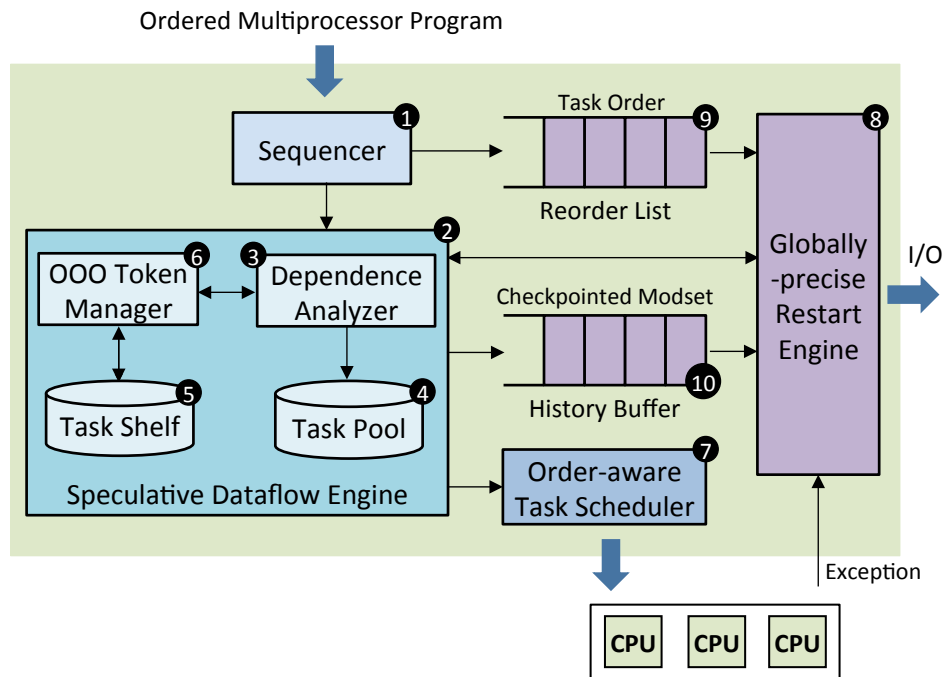 Ordered Multiprocessor Program
1
Sequencer
Task Order
9
Reorder List
8
Globally
-precise
Restart
Engine
I/O
2
6
OOO Token
Manager
3
Dependence
Analyzer
5
Task Shelf
4
Task Pool
Speculative Dataflow Engine
Checkpointed Modset
10
History Buffer
7
Order-aware
Task Scheduler
Exception
CPU CPU CPU